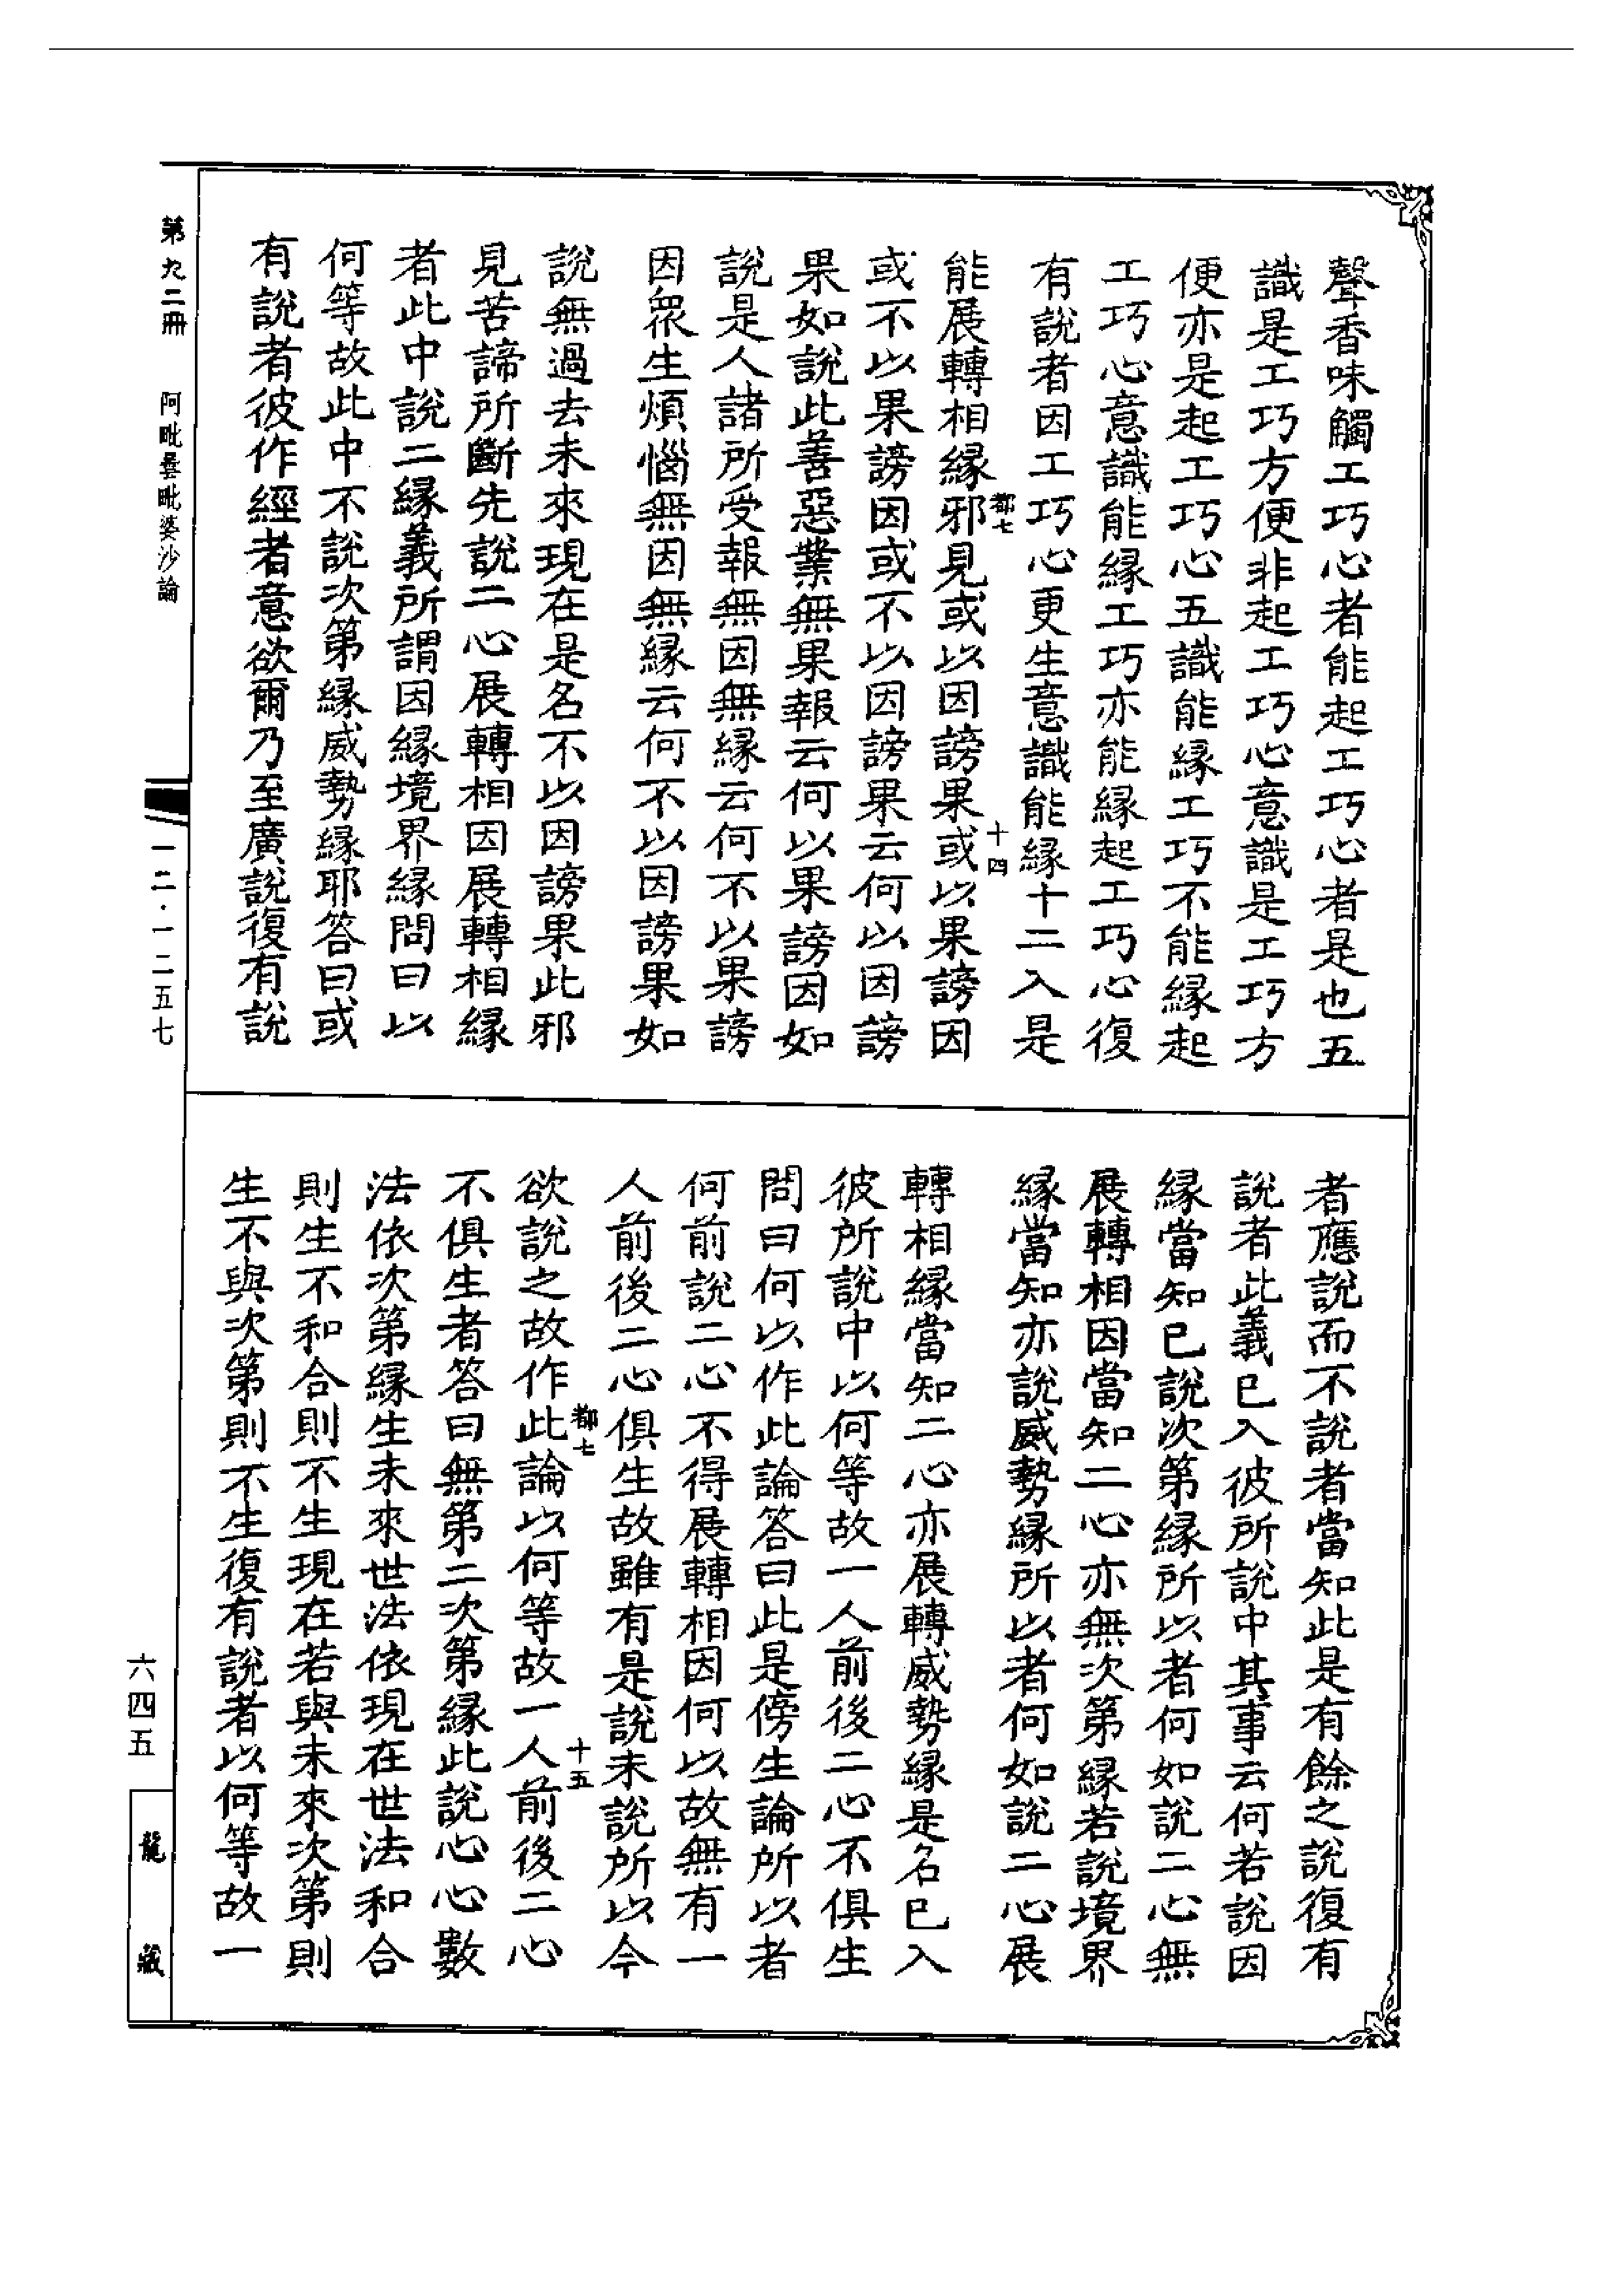 聲香味觸工巧心者能起工巧心者是也五
識是工巧方便非起工巧心意識是工巧方
便亦是起工巧心五識能緣工巧不能緣起
工巧心意識能緣工巧亦能緣起工巧心復
有說者因工巧心更生意識能緣十二入是
都七 十四
能展轉相緣邪見或以因謗果或以果謗因
或不以果謗因或不以因謗果云何以因謗
果如說此善惡業無果報云何以果謗因如
說是人諸所受報無因無緣云何不以果謗
因眾生煩惱無因無緣云何不以因謗果如
說無過去未來現在是名不以因謗果此邪
見苦諦所斷先說二心展轉相因展轉相緣
者此中說二緣義所謂因緣境界緣問曰以
何等故此中不說次第緣威勢緣耶答曰或
有說者彼作經者意欲爾乃至廣說復有說
者應說而不說者當知此是有餘之說復有
說者此義已入彼所說中其事云何若說因
緣當知已說次第緣所以者何如說二心無
展轉相因當知二心亦無次第緣若說境界
緣當知亦說威勢緣所以者何如說二心展
轉相緣當知二心亦展轉威勢緣是名已入
彼所說中以何等故一人前後二心不俱生
問曰何以作此論答曰此是傍生論所以者
何前說二心不得展轉相因何以故無有一
人前後二心俱生故雖有是說未說所以今
都七 十五
欲說之故作此論以何等故一人前後二心
不俱生者答曰無第二次第緣此說心心數
法依次第緣生未來世法依現在世法和合
則生不和合則不生現在若與未來次第則
生不與次第則不生復有說者以何等故一
第九二冊 阿毗曇毗婆沙論
一二·一二五七
六四五
龍藏